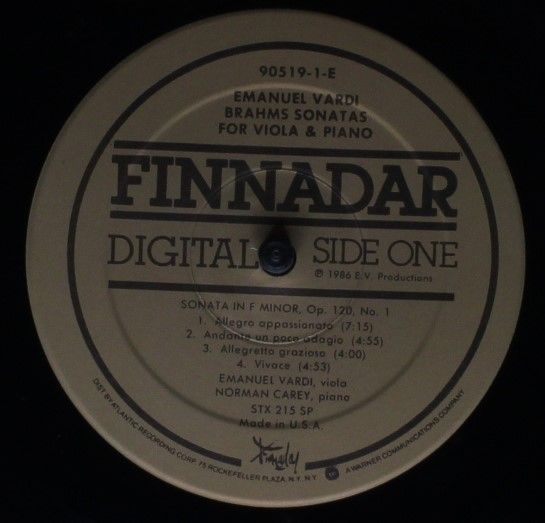 90519-1-E
EMANUEL VARDI
BRAHMS SONATAS
FOR VIOLA & PIANO
FINNADAR
DIGITAL SIDE ONE
℗ 1986 E.V. Productions
SONATA IN F MINOR, Op. 120, No. 1
1. Allegro appassionato (7:15)
2. Andante un poco adagio (4:55)
3. Allegretto grazioso (4:00)
4. Vivace (4:53)
EMANUEL VARDI, viola
NORMAN CAREY, piano
STX 215 SP
Made in U.S.A.
DIST BY ATLANTIC RECORDING CORP 75 ROCKEFELLER PLAZA, N.Y. N.Y. A WARNER COMMUNICATIONS COMPANY